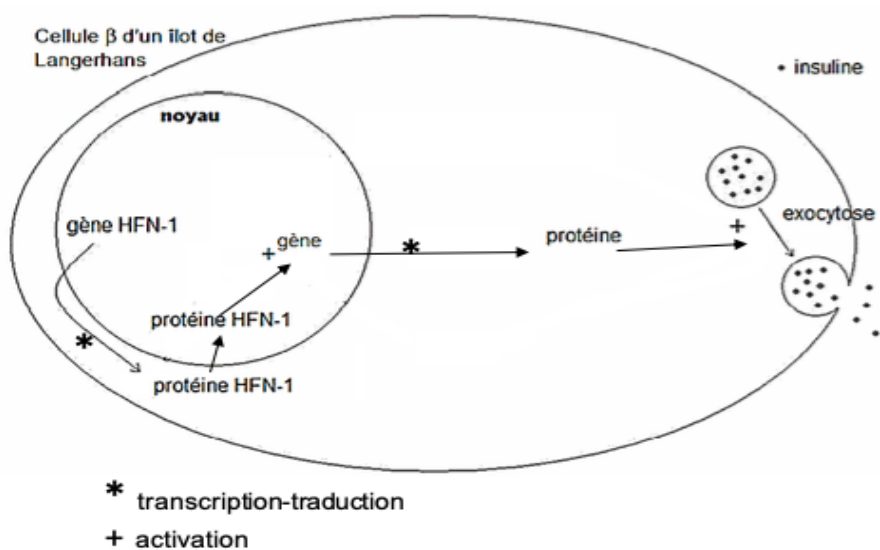 Cellule β d'un îlot de
Langerhans
• insuline
noyau
gène HFN-1
+ gène
*
protéine
+
exocytose
protéine HFN-1
*
protéine HFN-1
* transcription-traduction
+ activation